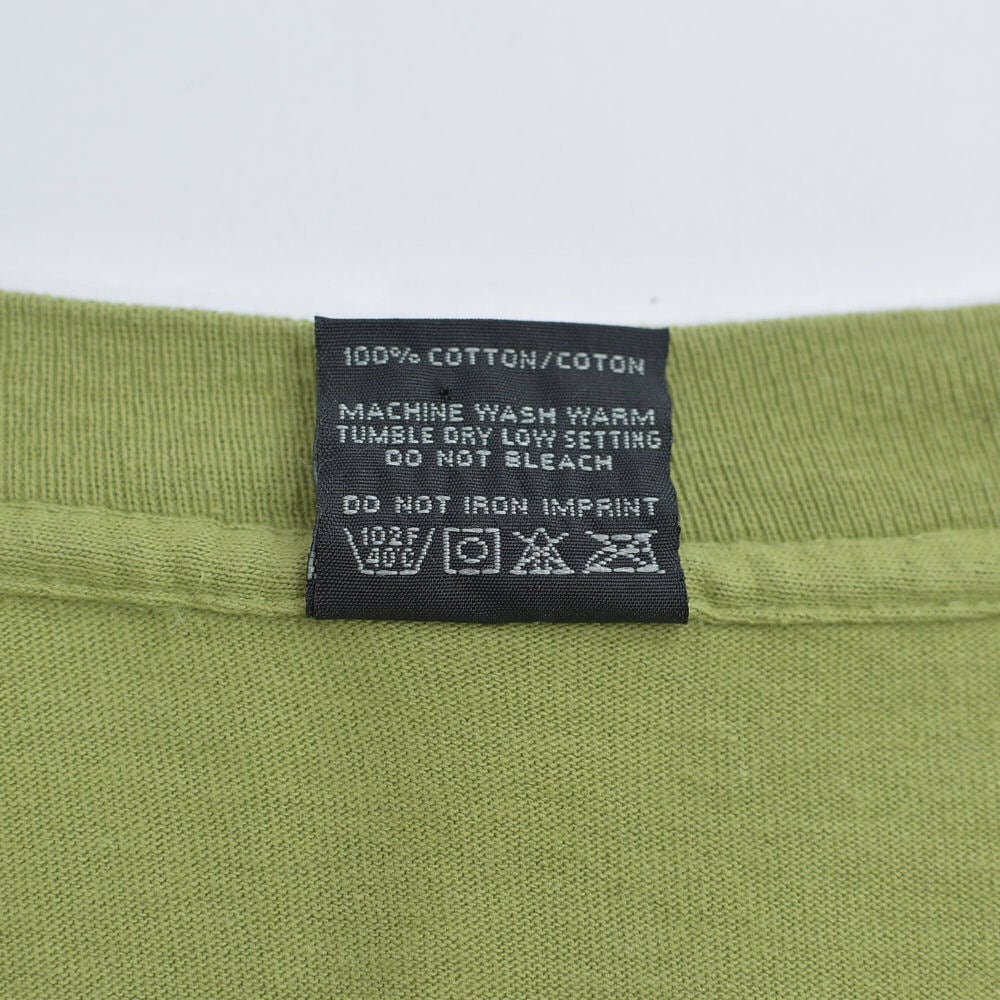 100% COTTON/COTON
MACHINE WASH WARM
TUMBLE DRY LOW SETTING
DO NOT BLEACH
DO NOT IRON IMPRINT
102F
40C